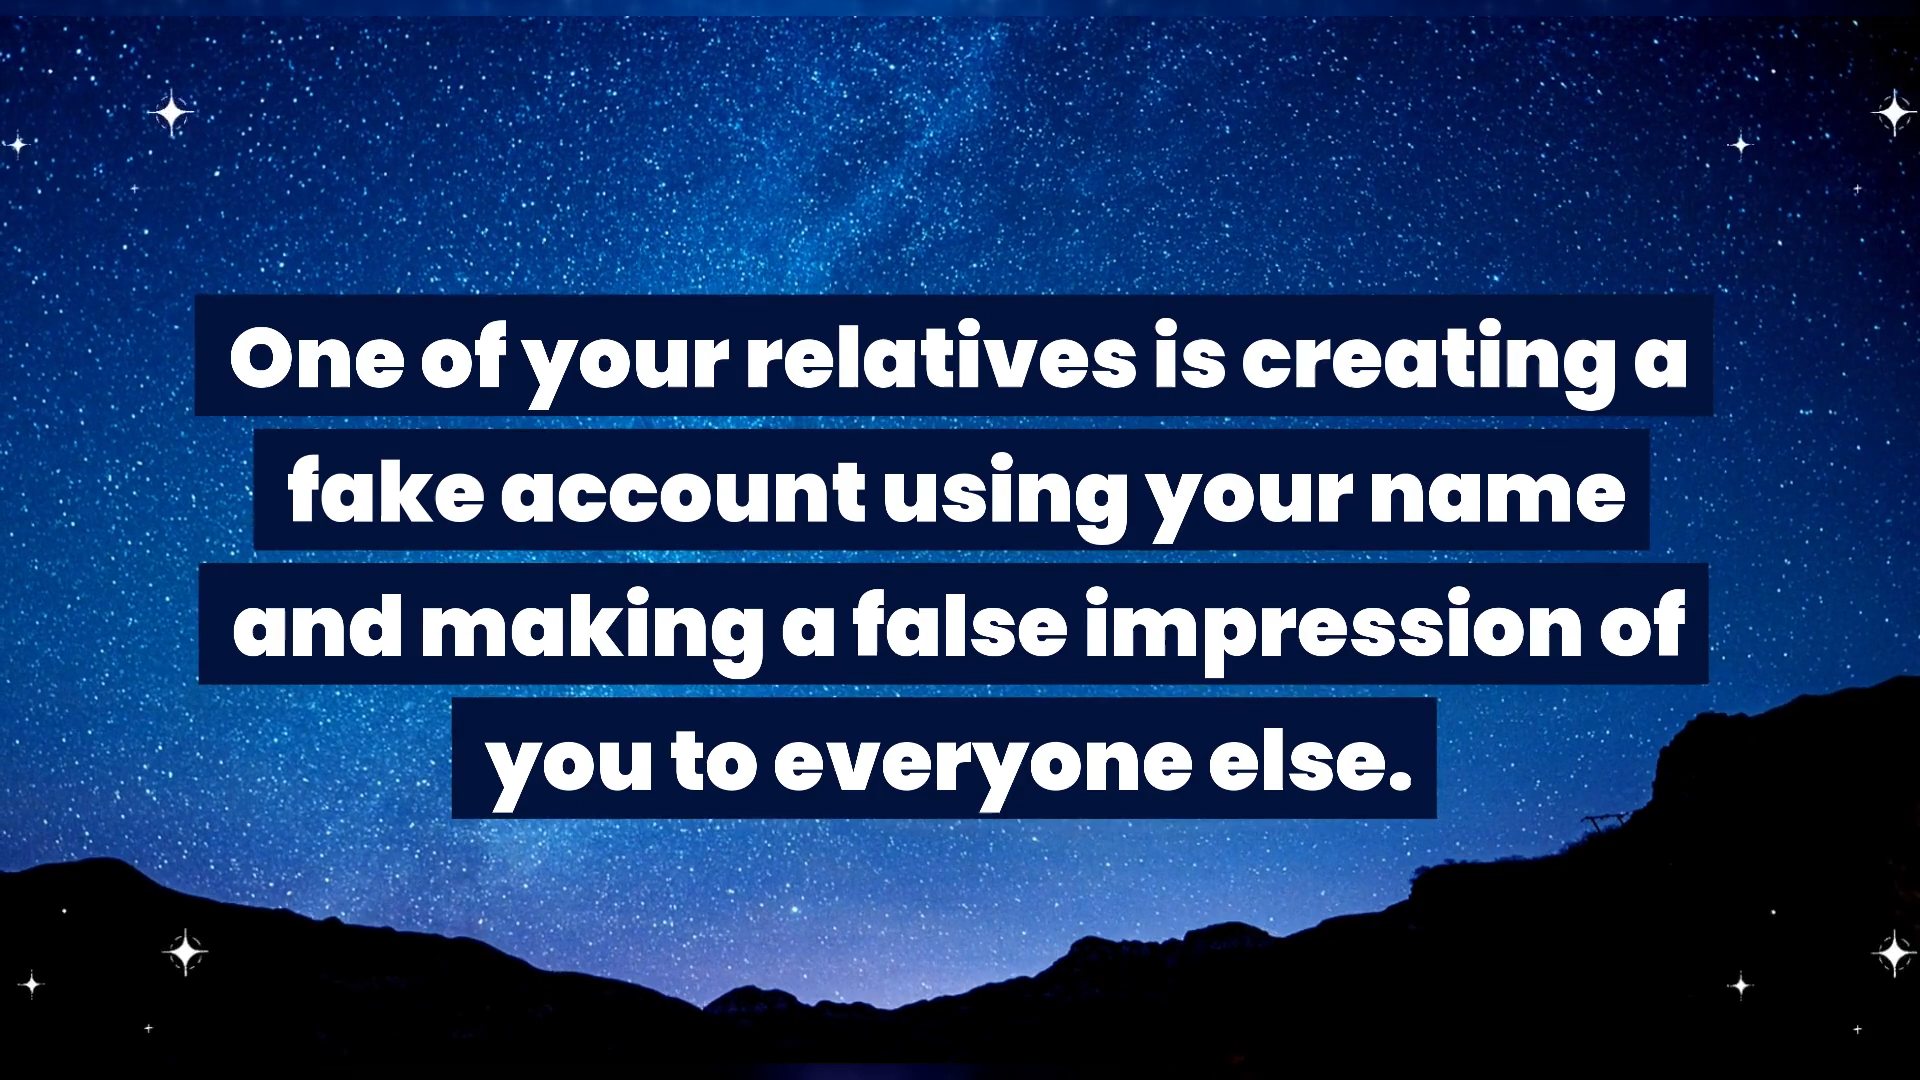 One of your relatives is creating a
fake account using your name
and making a false impression of
you to everyone else.